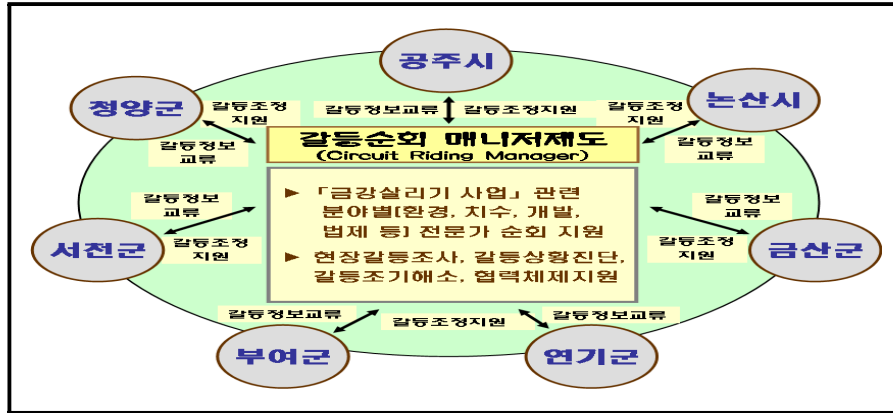 공주시
청양군
논산시
갈등조정
지원
갈등정보교류
갈등조정지원
갈등조정
지원
갈등정보
교류
갈등정보
교류
갈등순회 매니저제도
(Circuit Riding Manager)
▶ 「금강살리기 사업」 관련
분야별[환경, 치수, 개발,
법제 등] 전문가 순회 지원
▶ 현장갈등조사, 갈등상황진단,
갈등조기해소, 협력체제지원
갈등정보
교류
갈등정보
교류
서천군
갈등조정
지원
갈등조정
지원
금산군
갈등정보교류
갈등조정지원
갈등정보교류
부여군
연기군